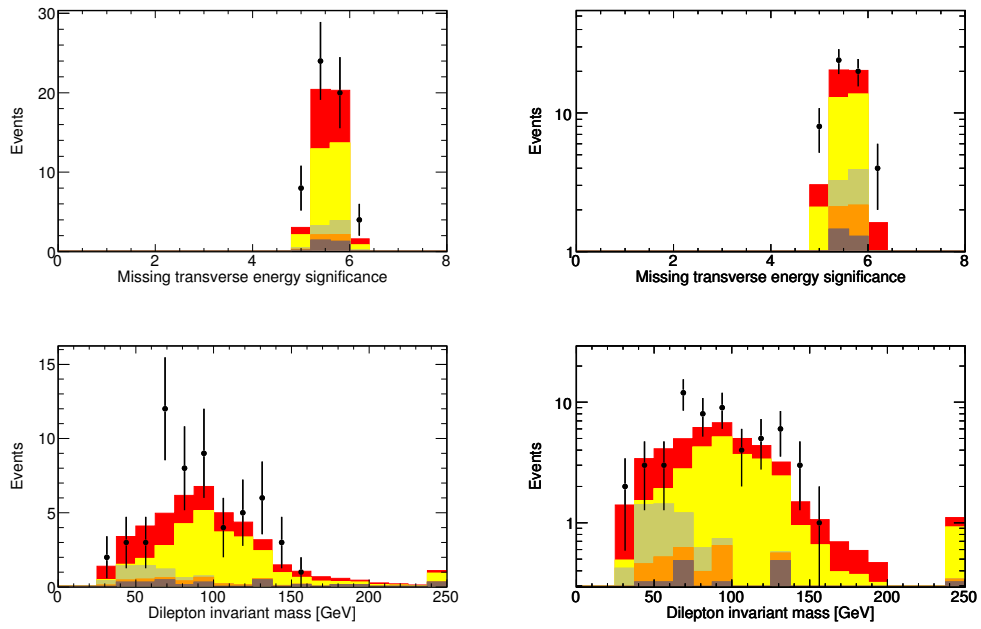 30
20
10
0
Events
0 2 4 6 8
Missing transverse energy significance
10
1
Events
0 2 4 6 8
Missing transverse energy significance
15
10
5
0
Events
0 50 100 150 200 250
Dilepton invariant mass [GeV]
10
1
Events
0 50 100 150 200 250
Dilepton invariant mass [GeV]